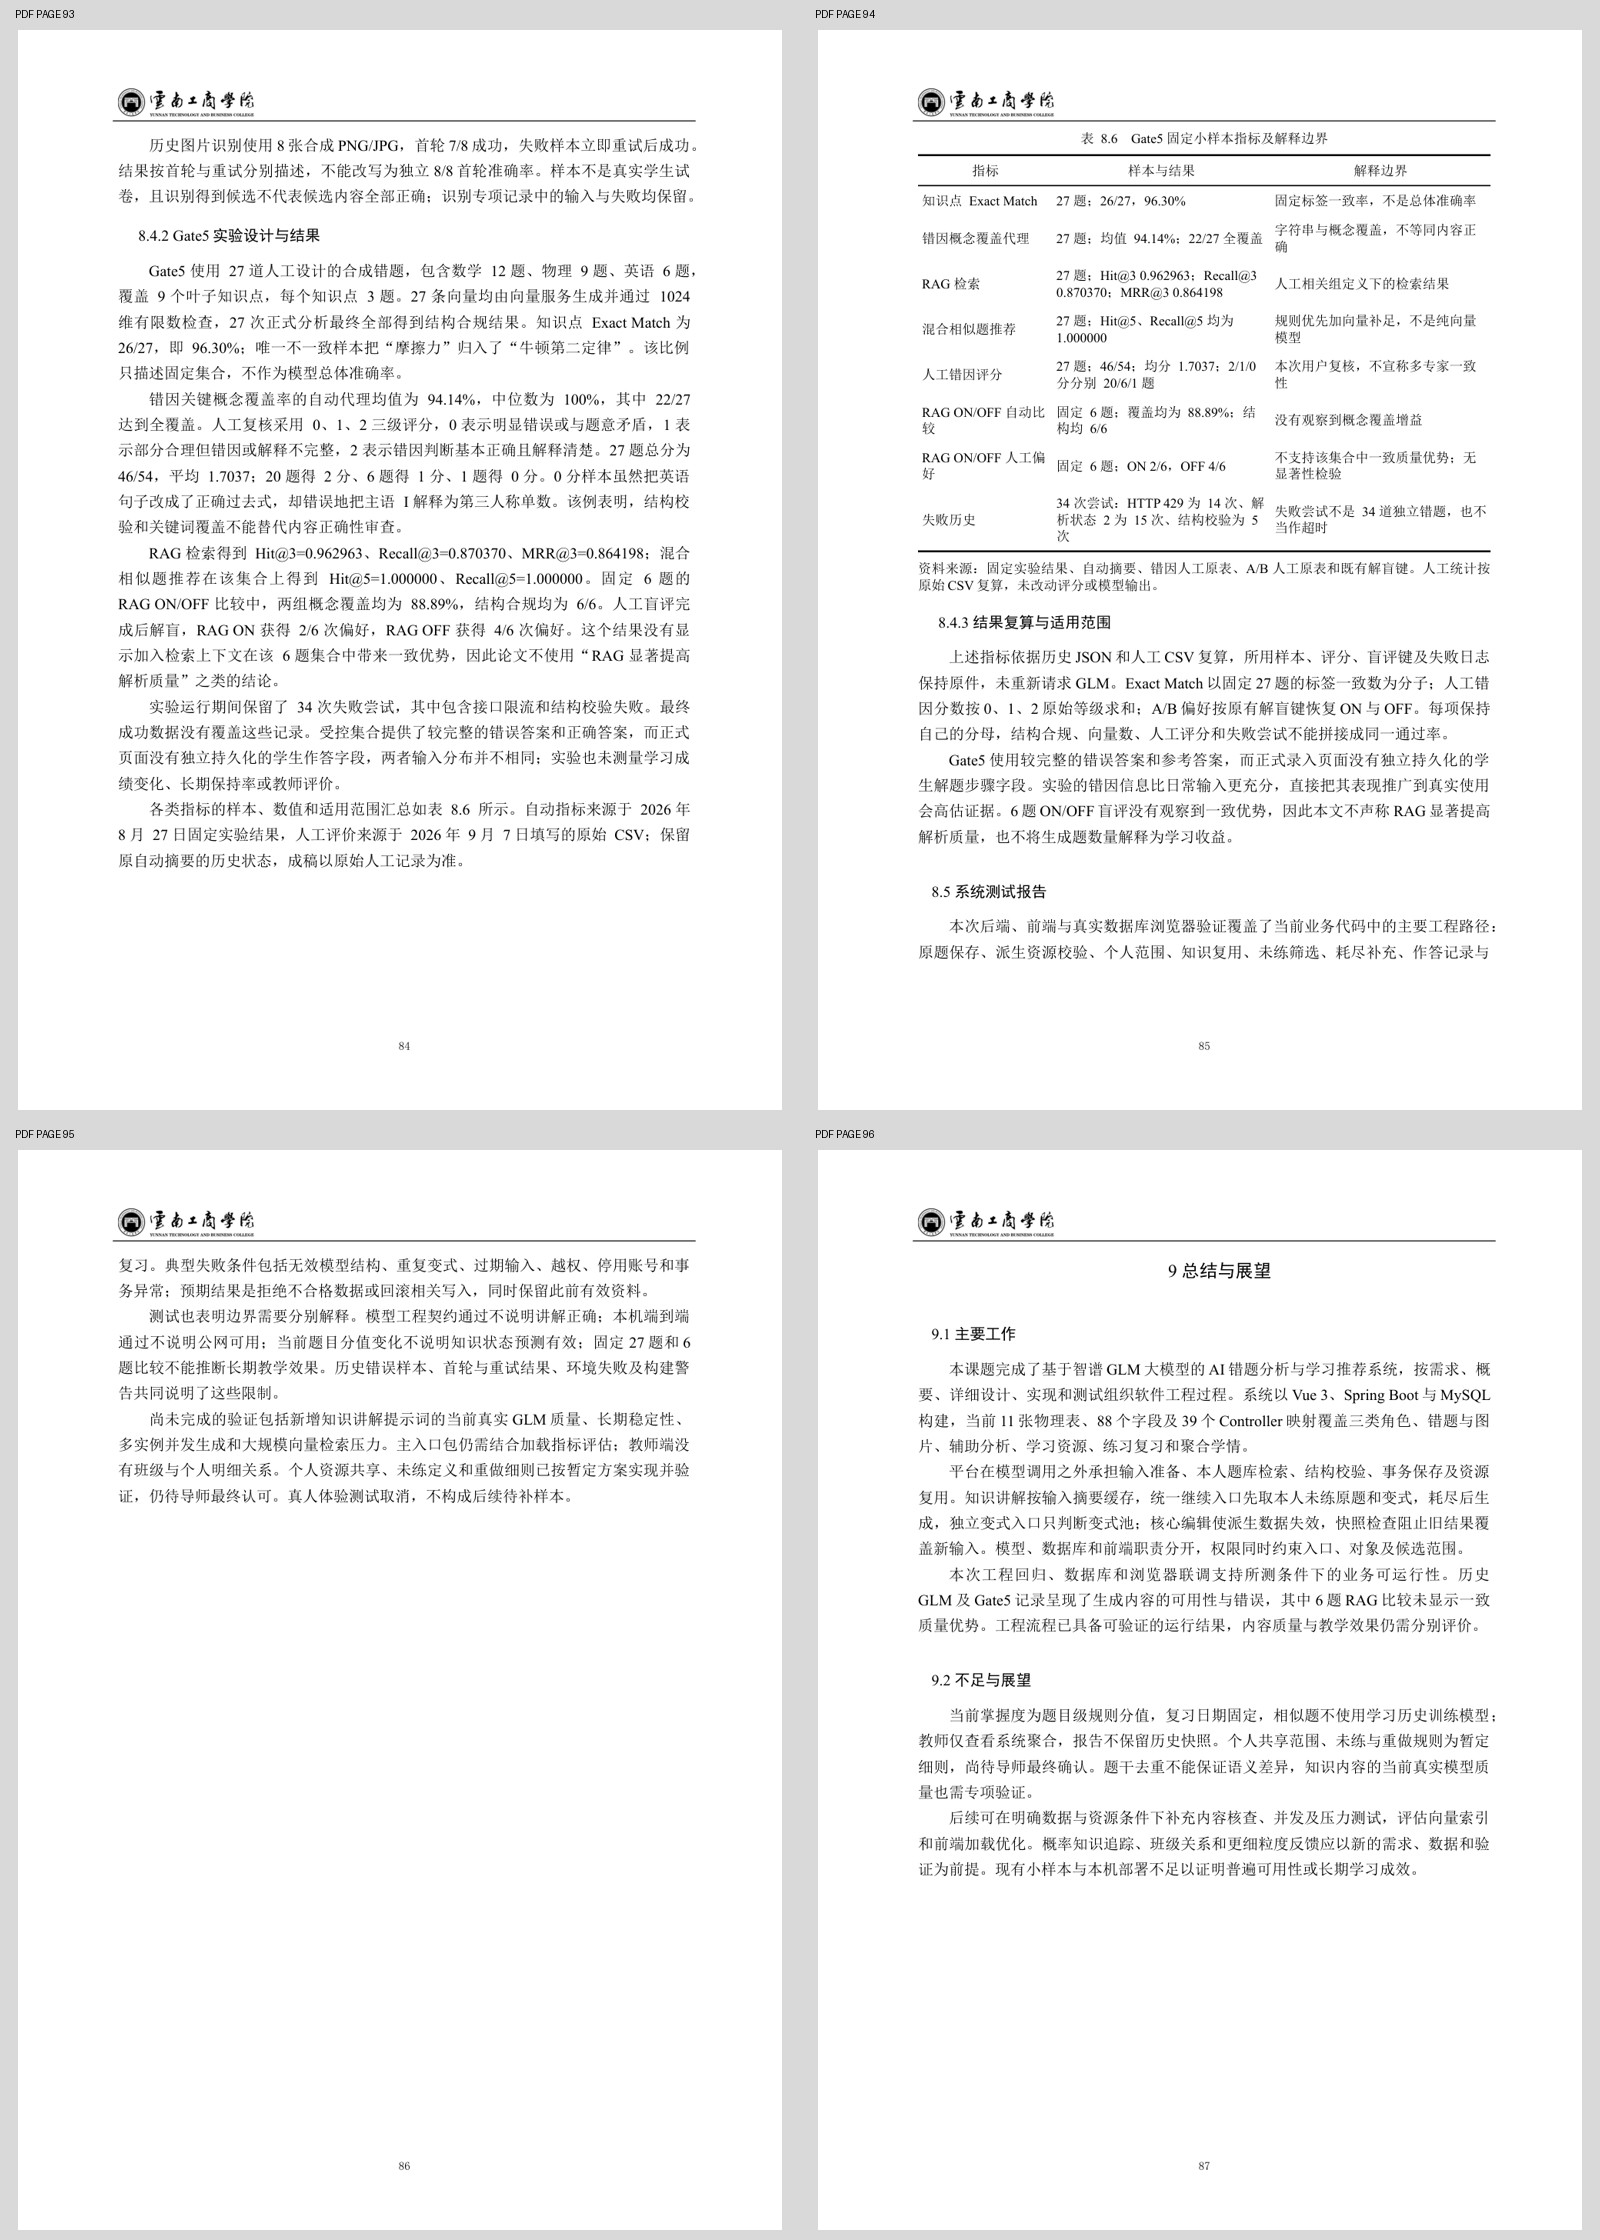 PDF PAGE 93
雲南工商學院
YUNNAN TECHNOLOGY AND BUSINESS COLLEGE
历史图片识别使用 8 张合成 PNG/JPG，首轮 7/8 成功，失败样本立即重试后成功。
结果按首轮与重试分别描述，不能改写为独立 8/8 首轮准确率。样本不是真实学生试
卷，且识别得到候选不代表候选内容全部正确；识别专项记录中的输入与失败均保留。
8.4.2 Gate5 实验设计与结果
Gate5 使用 27 道人工设计的合成错题，包含数学 12 题、物理 9 题、英语 6 题，
覆盖 9 个叶子知识点，每个知识点 3 题。27 条向量均由向量服务生成并通过 1024
维有限数检查，27 次正式分析最终全部得到结构合规结果。知识点 Exact Match 为
26/27，即 96.30%；唯一不一致样本把“摩擦力”归入了“牛顿第二定律”。该比例
只描述固定集合，不作为模型总体准确率。
错因关键概念覆盖率的自动代理均值为 94.14%，中位数为 100%，其中 22/27
达到全覆盖。人工复核采用 0、1、2 三级评分，0 表示明显错误或与题意矛盾，1 表
示部分合理但错因或解释不完整，2 表示错因判断基本正确且解释清楚。27 题总分为
46/54，平均 1.7037；20 题得 2 分、6 题得 1 分、1 题得 0 分。0 分样本虽然把英语
句子改成了正确过去式，却错误地把主语 I 解释为第三人称单数。该例表明，结构校
验和关键词覆盖不能替代内容正确性审查。
RAG 检索得到 Hit@3=0.962963、Recall@3=0.870370、MRR@3=0.864198；混合
相似题推荐在该集合上得到 Hit@5=1.000000、Recall@5=1.000000。固定 6 题的
RAG ON/OFF 比较中，两组概念覆盖均为 88.89%，结构合规均为 6/6。人工盲评完
成后解盲，RAG ON 获得 2/6 次偏好，RAG OFF 获得 4/6 次偏好。这个结果没有显
示加入检索上下文在该 6 题集合中带来一致优势，因此论文不使用“RAG 显著提高
解析质量”之类的结论。
实验运行期间保留了 34 次失败尝试，其中包含接口限流和结构校验失败。最终
成功数据没有覆盖这些记录。受控集合提供了较完整的错误答案和正确答案，而正式
页面没有独立持久化的学生作答字段，两者输入分布并不相同；实验也未测量学习成
绩变化、长期保持率或教师评价。
各类指标的样本、数值和适用范围汇总如表 8.6 所示。自动指标来源于 2026 年
8 月 27 日固定实验结果，人工评价来源于 2026 年 9 月 7 日填写的原始 CSV；保留
原自动摘要的历史状态，成稿以原始人工记录为准。
84
PDF PAGE 94
雲南工商學院
YUNNAN TECHNOLOGY AND BUSINESS COLLEGE
表 8.6 Gate5 固定小样本指标及解释边界
指标 样本与结果 解释边界
知识点 Exact Match 27 题；26/27，96.30% 固定标签一致率，不是总体准确率
错因概念覆盖代理 27 题；均值 94.14%；22/27 全覆盖 字符串与概念覆盖，不等同内容正
确
RAG 检索 27 题；Hit@3 0.962963；Recall@3
0.870370；MRR@3 0.864198 人工相关组定义下的检索结果
混合相似题推荐 27 题；Hit@5、Recall@5 均为
1.000000 规则优先加向量补足，不是纯向量
模型
人工错因评分 27 题；46/54；均分 1.7037；2/1/0
分分别 20/6/1 题 本次用户复核，不宣称多专家一致
性
RAG ON/OFF 自动比
较 固定 6 题；覆盖均为 88.89%；结
构均 6/6 没有观察到概念覆盖增益
RAG ON/OFF 人工偏
好 固定 6 题；ON 2/6，OFF 4/6 不支持该集合中一致质量优势；无
显著性检验
失败历史 34 次尝试：HTTP 429 为 14 次、解
析状态 2 为 15 次、结构校验为 5
次 失败尝试不是 34 道独立错题，也不
当作超时
资料来源：固定实验结果、自动摘要、错因人工原表、A/B 人工原表和既有解盲键。人工统计按
原始 CSV 复算，未改动评分或模型输出。
8.4.3 结果复算与适用范围
上述指标依据历史 JSON 和人工 CSV 复算，所用样本、评分、盲评键及失败日志
保持原件，未重新请求 GLM。Exact Match 以固定 27 题的标签一致数为分子；人工错
因分数按 0、1、2 原始等级求和；A/B 偏好按原有解盲键恢复 ON 与 OFF。每项保持
自己的分母，结构合规、向量数、人工评分和失败尝试不能拼接成同一通过率。
Gate5 使用较完整的错误答案和参考答案，而正式录入页面没有独立持久化的学
生解题步骤字段。实验的错因信息比日常输入更充分，直接把其表现推广到真实使用
会高估证据。6 题 ON/OFF 盲评没有观察到一致优势，因此本文不声称 RAG 显著提高
解析质量，也不将生成题数量解释为学习收益。
8.5 系统测试报告
本次后端、前端与真实数据库浏览器验证覆盖了当前业务代码中的主要工程路径：
原题保存、派生资源校验、个人范围、知识复用、未练筛选、耗尽补充、作答记录与
85
PDF PAGE 95
雲南工商學院
YUNNAN TECHNOLOGY AND BUSINESS COLLEGE
复习。典型失败条件包括无效模型结构、重复变式、过期输入、越权、停用账号和事
务异常；预期结果是拒绝不合格数据或回滚相关写入，同时保留此前有效资料。
测试也表明边界需要分别解释。模型工程契约通过不说明讲解正确；本机端到端
通过不说明公网可用；当前题目分值变化不说明知识状态预测有效；固定 27 题和 6
题比较不能推断长期教学效果。历史错误样本、首轮与重试结果、环境失败及构建警
告共同说明了这些限制。
尚未完成的验证包括新增知识讲解提示词的当前真实 GLM 质量、长期稳定性、
多实例并发生成和大规模向量检索压力。主入口包仍需结合加载指标评估；教师端没
有班级与个人明细关系。个人资源共享、未练定义和重做细则已按暂定方案实现并验
证，仍待导师最终认可。真人体验测试取消，不构成后续待补样本。
86
PDF PAGE 96
雲南工商學院
YUNNAN TECHNOLOGY AND BUSINESS COLLEGE
9 总结与展望
9.1 主要工作
本课题完成了基于智谱 GLM 大模型的 AI 错题分析与学习推荐系统，按需求、概
要、详细设计、实现和测试组织软件工程过程。系统以 Vue 3、Spring Boot 与 MySQL
构建，当前 11 张物理表、88 个字段及 39 个 Controller 映射覆盖三类角色、错题与图
片、辅助分析、学习资源、练习复习和聚合学情。
平台在模型调用之外承担输入准备、本人题库检索、结构校验、事务保存及资源
复用。知识讲解按输入摘要缓存，统一继续入口先取本人未练原题和变式，耗尽后生
成，独立变式入口只判断变式池；核心编辑使派生数据失效，快照检查阻止旧结果覆
盖新输入。模型、数据库和前端职责分开，权限同时约束入口、对象及候选范围。
本次工程回归、数据库和浏览器联调支持所测条件下的业务可运行性。历史
GLM 及 Gate5 记录呈现了生成内容的可用性与错误，其中 6 题 RAG 比较未显示一致
质量优势。工程流程已具备可验证的运行结果，内容质量与教学效果仍需分别评价。
9.2 不足与展望
当前掌握度为题目级规则分值，复习日期固定，相似题不使用学习历史训练模型；
教师仅查看系统聚合，报告不保留历史快照。个人共享范围、未练与重做规则为暂定
细则，尚待导师最终确认。题干去重不能保证语义差异，知识内容的当前真实模型质
量也需专项验证。
后续可在明确数据与资源条件下补充内容核查、并发及压力测试，评估向量索引
和前端加载优化。概率知识追踪、班级关系和更细粒度反馈应以新的需求、数据和验
证为前提。现有小样本与本机部署不足以证明普遍可用性或长期学习成效。
87